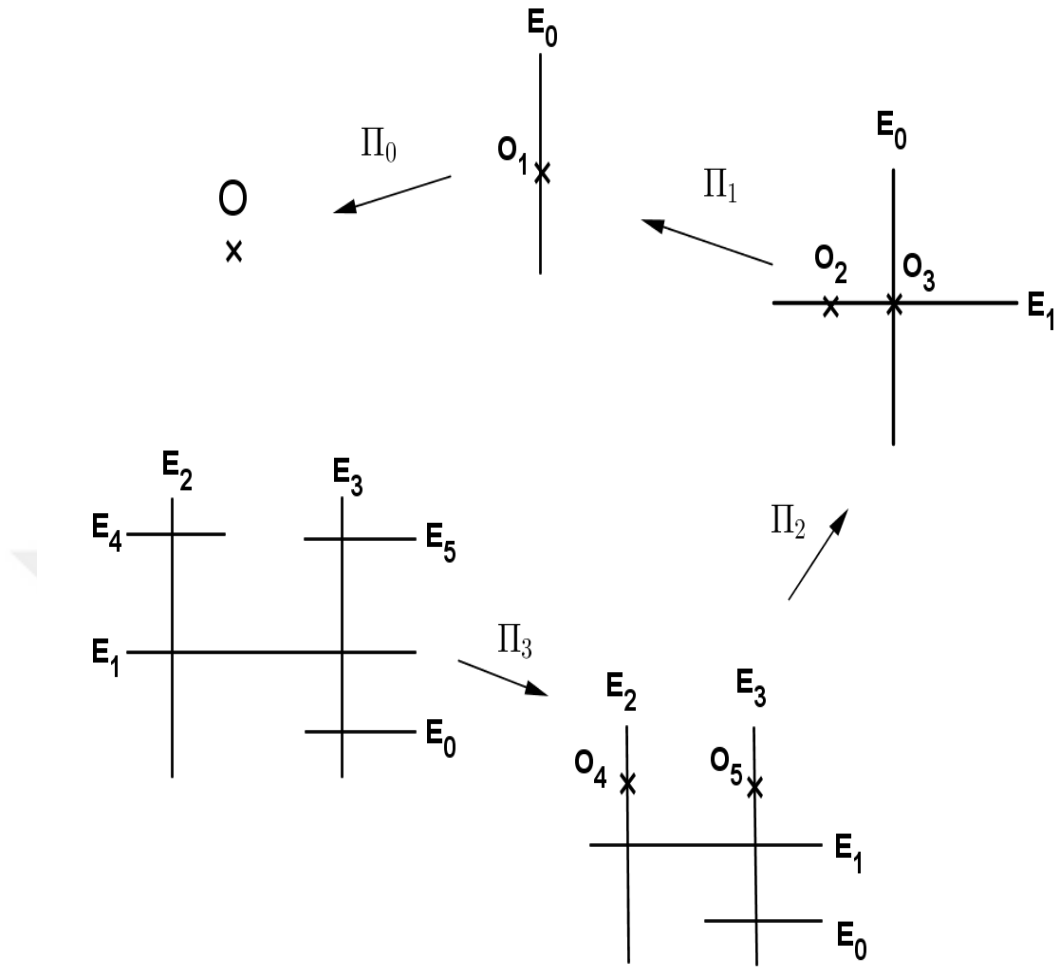 E₀
O₁
Π₀
O
E₀
Π₁
O₂
O₃
E₁
E₂
E₃
E₄
E₅
E₁
E₀
Π₃
Π₂
E₂
E₃
O₄
O₅
E₁
E₀